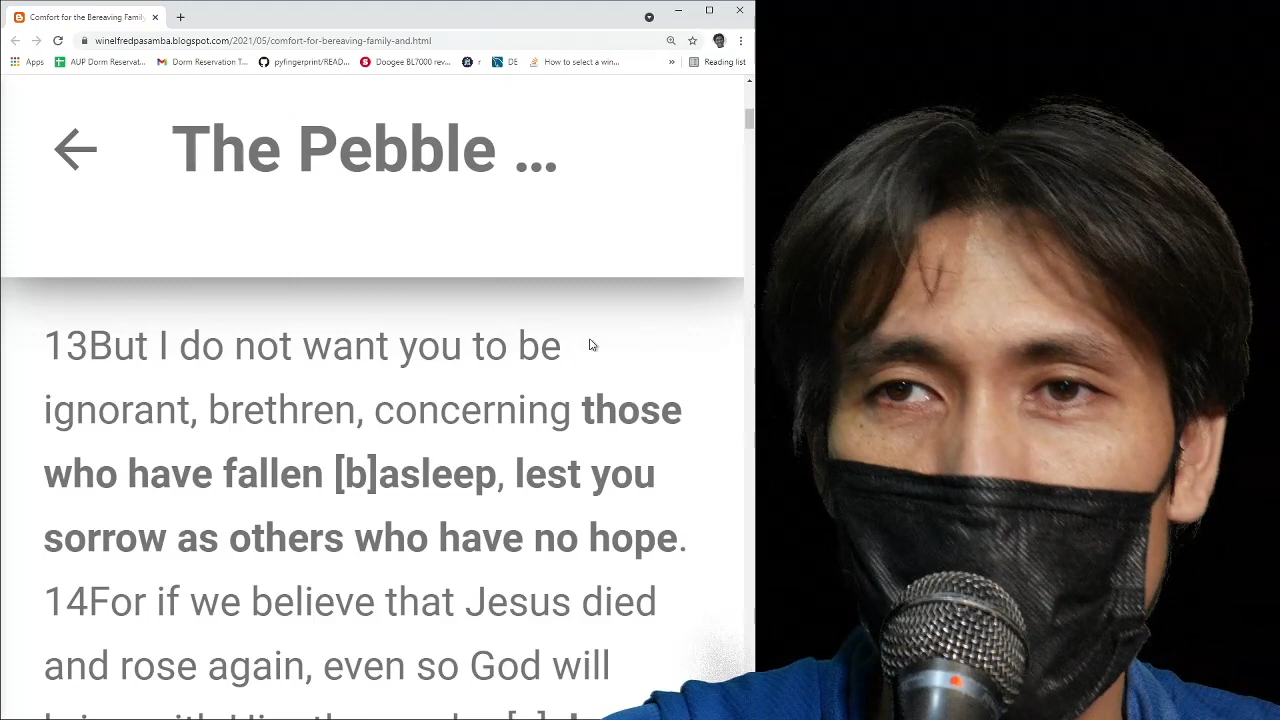 Comfort for the Bereaving Family
winelfredpasamba.blogspot.com/2021/05/comfort-for-bereaving-family-and.html
Apps
AUP Dorm Reservat...
Dorm Reservation T...
pyfingerprint/READ...
Doogee BL7000 rev...
r
DE
How to select a win...
»
Reading list
The Pebble ...
13But I do not want you to be
ignorant, brethren, concerning those
who have fallen [b]asleep, lest you
sorrow as others who have no hope.
14For if we believe that Jesus died
and rose again, even so God will